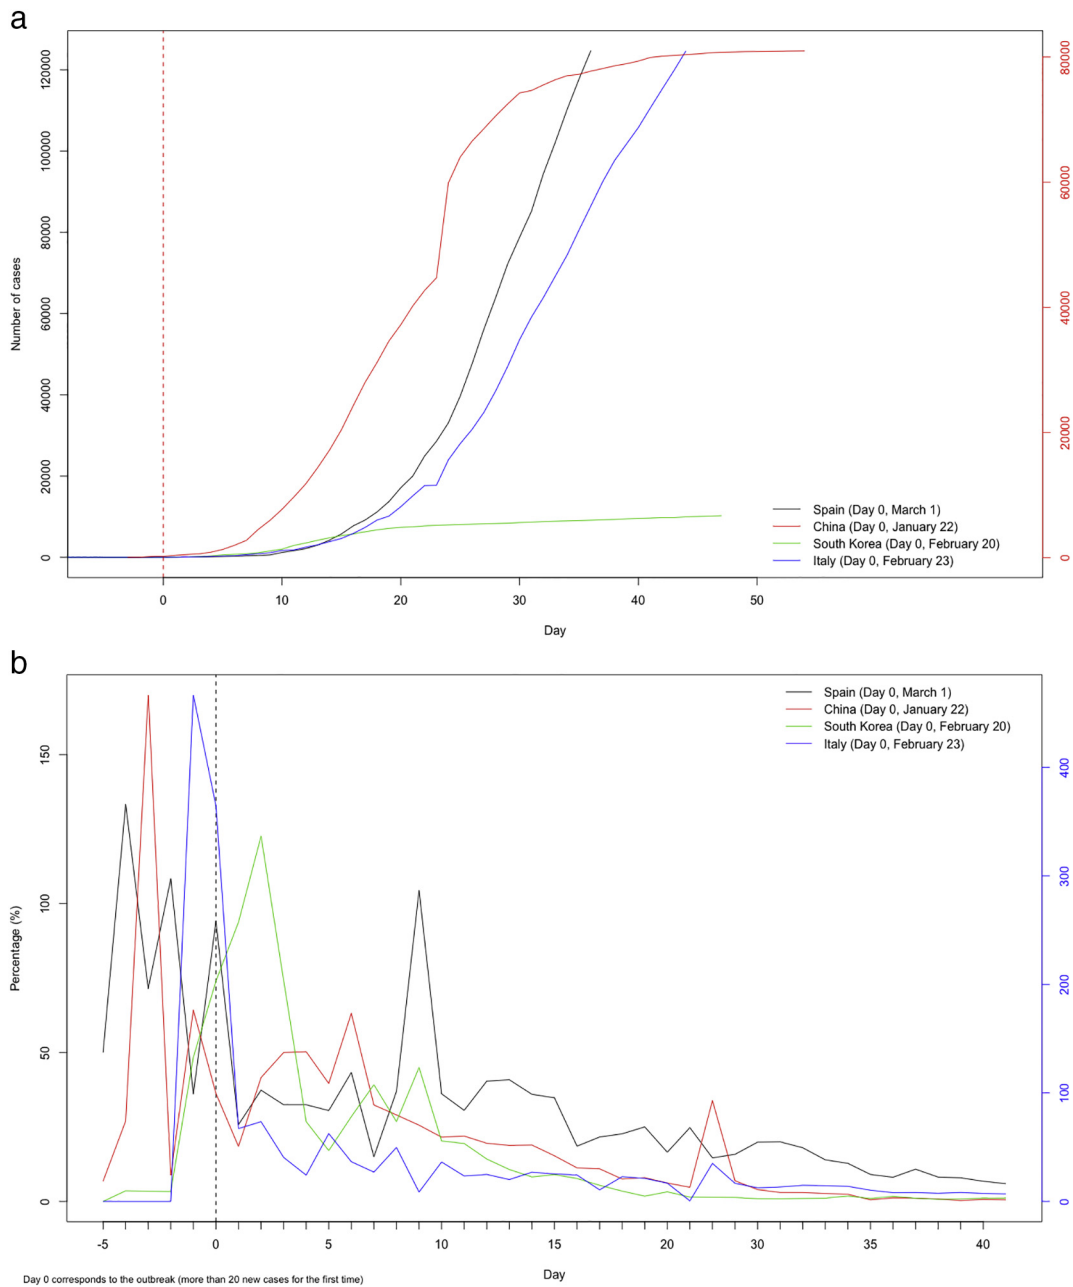 a
120000
100000
80000
60000
40000
20000
0
Number of cases
80000
60000
40000
20000
0
Spain (Day 0, March 1)
China (Day 0, January 22)
South Korea (Day 0, February 20)
Italy (Day 0, February 23)
0 10 20 30 40 50
Day
b
150
100
50
0
Percentage (%)
400
300
200
100
0
Spain (Day 0, March 1)
China (Day 0, January 22)
South Korea (Day 0, February 20)
Italy (Day 0, February 23)
-5 0 5 10 15 20 30 35 40
Day
Day 0 corresponds to the outbreak (more than 20 new cases for the first time)